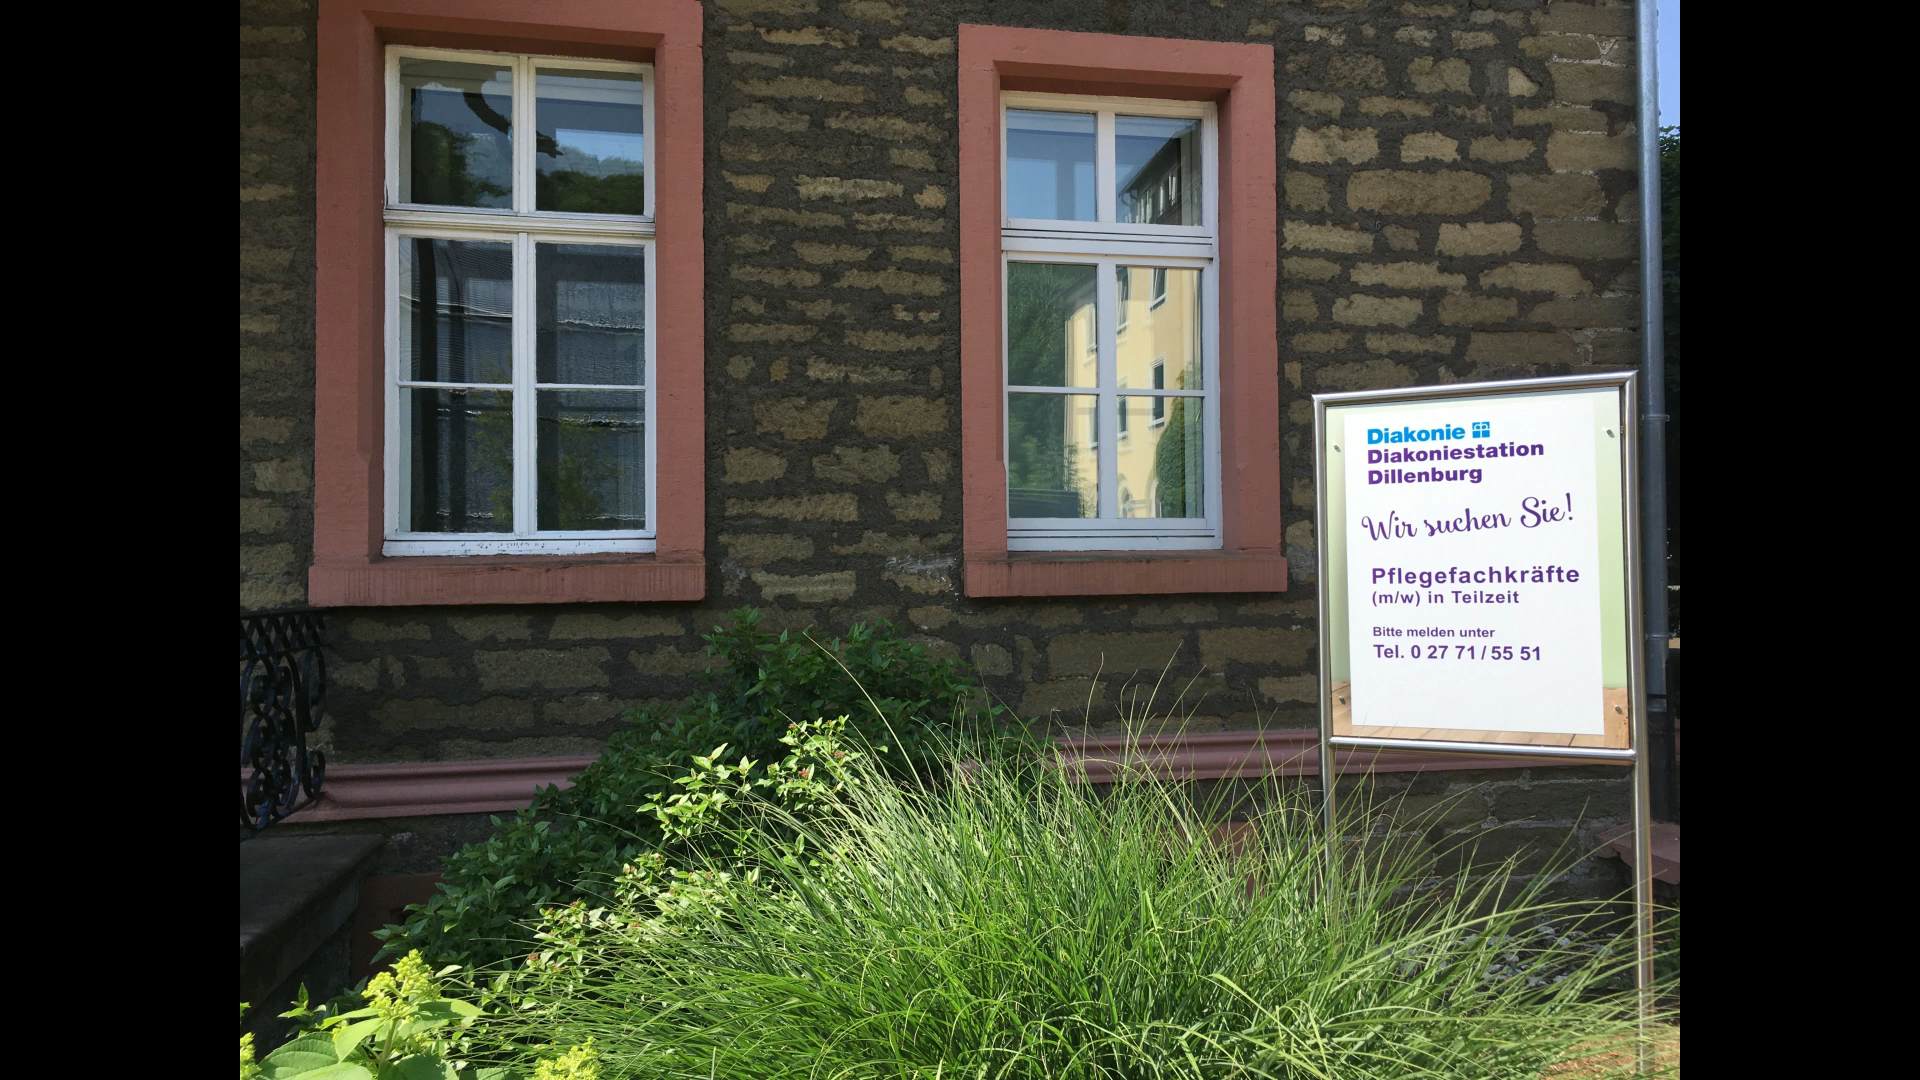 Diakonie
Diakoniestation
Dillenburg
Wir suchen Sie!
Pflegefachkräfte
(m/w) in Teilzeit
Bitte melden unter
Tel. 0 27 71 / 55 51